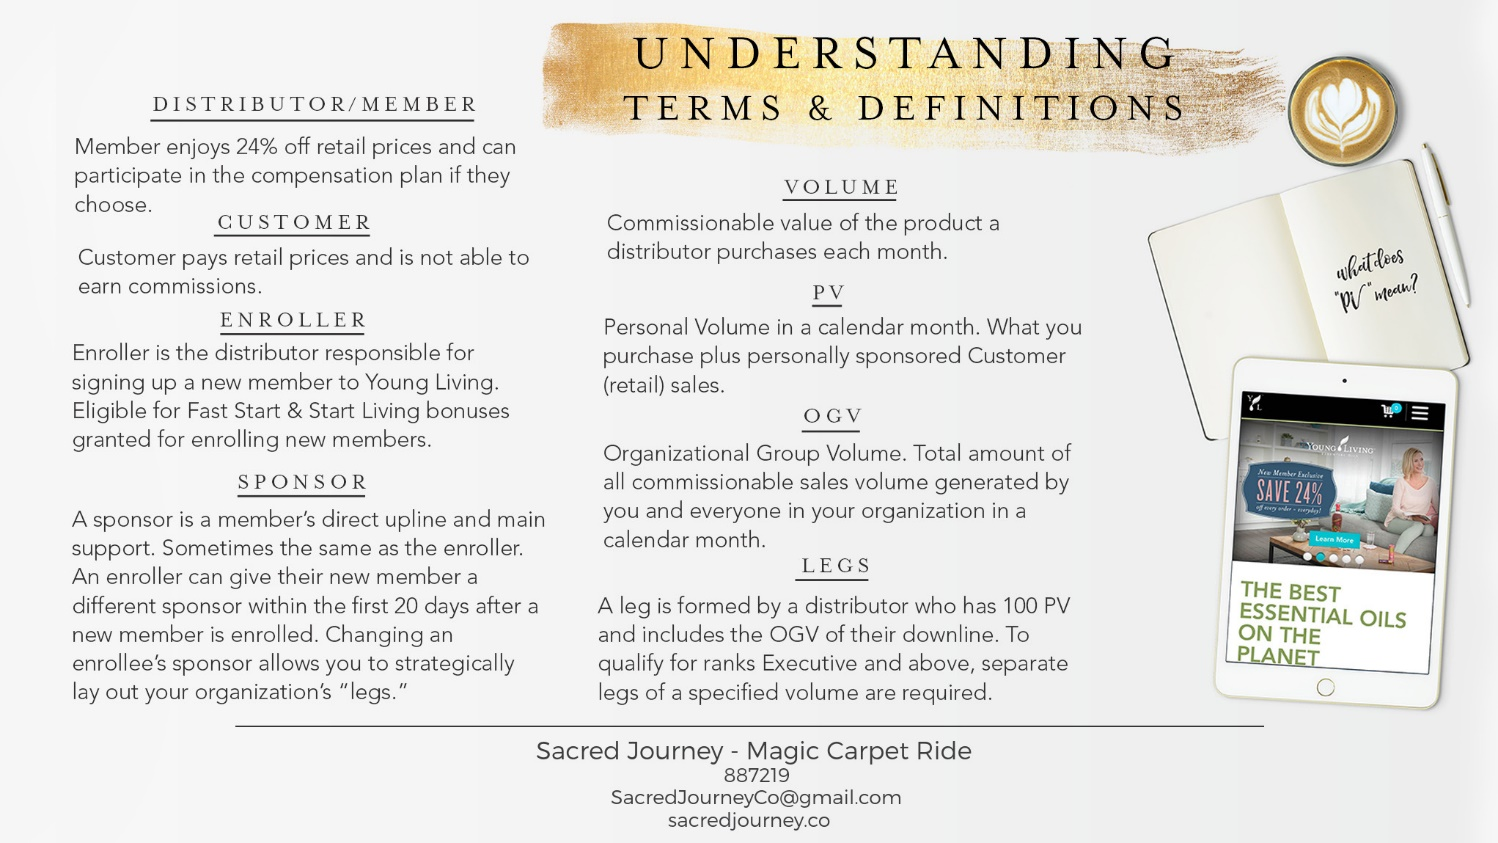 UNDERSTANDING
TERMS & DEFINITIONS
DISTRIBUTOR/MEMBER
Member enjoys 24% off retail prices and can
participate in the compensation plan if they
choose.
CUSTOMER
Customer pays retail prices and is not able to
earn commissions.
ENROLLER
Enroller is the distributor responsible for
signing up a new member to Young Living.
Eligible for Fast Start & Start Living bonuses
granted for enrolling new members.
SPONSOR
A sponsor is a member’s direct upline and main
support. Sometimes the same as the enroller.
An enroller can give their new member a
different sponsor within the first 20 days after a
new member is enrolled. Changing an
enrollee’s sponsor allows you to strategically
lay out your organization’s “legs.”
VOLUME
Commissionable value of the product a
distributor purchases each month.
PV
Personal Volume in a calendar month. What you
purchase plus personally sponsored Customer
(retail) sales.
OGV
Organizational Group Volume. Total amount of
all commissionable sales volume generated by
you and everyone in your organization in a
calendar month.
LEGS
A leg is formed by a distributor who has 100 PV
and includes the OGV of their downline. To
qualify for ranks Executive and above, separate
legs of a specified volume are required.
what does
"PV" mean?
Y L
YOUNG LIVING
New Member Exclusive
SAVE 24%
off every order - everyday!
Learn More
THE BEST
ESSENTIAL OILS
ON THE
PLANET
Sacred Journey - Magic Carpet Ride
887219
SacredJourneyCo@gmail.com
sacredjourney.co